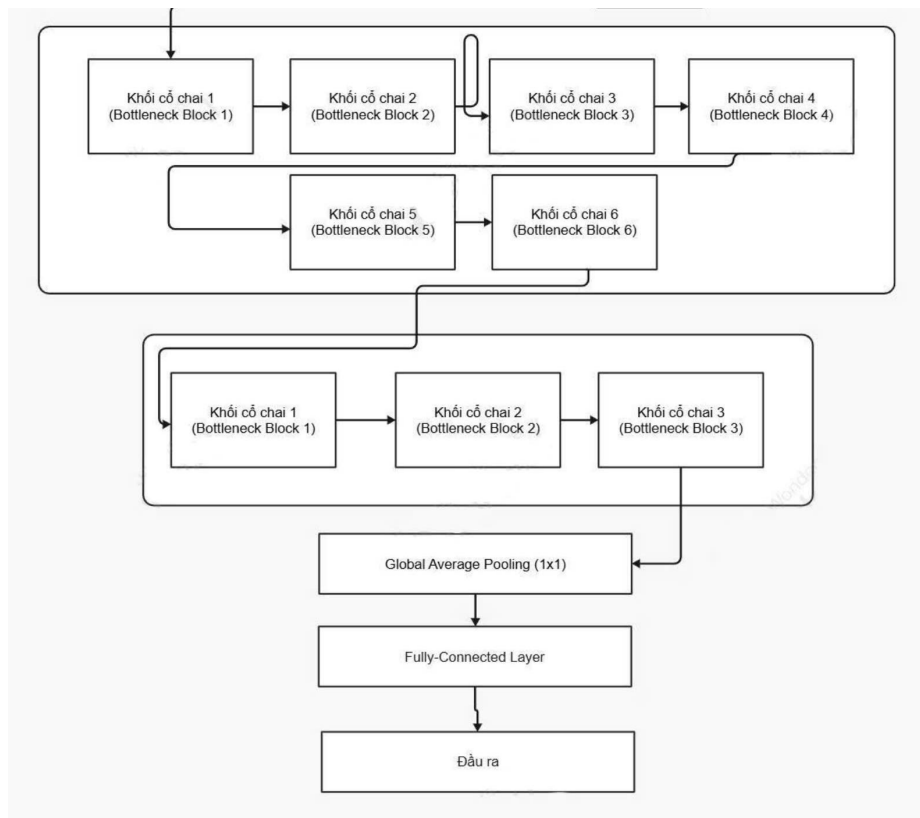 Khối cổ chai 1
(Bottleneck Block 1)
Khối cổ chai 2
(Bottleneck Block 2)
Khối cổ chai 3
(Bottleneck Block 3)
Khối cổ chai 4
(Bottleneck Block 4)
Khối cổ chai 5
(Bottleneck Block 5)
Khối cổ chai 6
(Bottleneck Block 6)
Khối cổ chai 1
(Bottleneck Block 1)
Khối cổ chai 2
(Bottleneck Block 2)
Khối cổ chai 3
(Bottleneck Block 3)
Global Average Pooling (1x1)
Fully-Connected Layer
Đầu ra